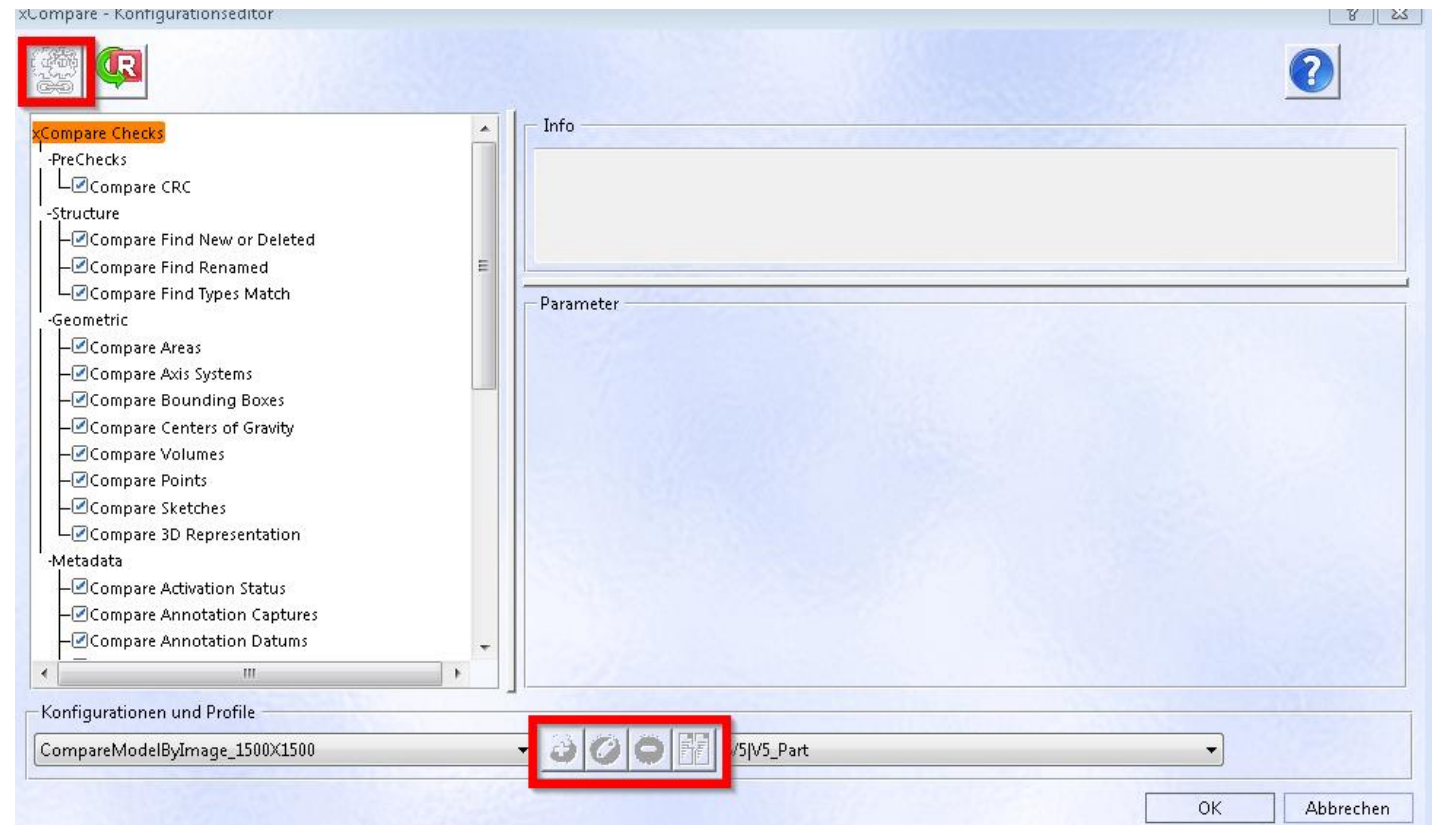 xCompare - Konfigurationseditor
R
?
xCompare Checks
-PreChecks
Compare CRC
-Structure
Compare Find New or Deleted
Compare Find Renamed
Compare Find Types Match
-Geometric
Compare Areas
Compare Axis Systems
Compare Bounding Boxes
Compare Centers of Gravity
Compare Volumes
Compare Points
Compare Sketches
Compare 3D Representation
-Metadata
Compare Activation Status
Compare Annotation Captures
Compare Annotation Datums
Info
Parameter
Konfigurationen und Profile
CompareModelByImage_1500X1500
V5|V5_Part
OK
Abbrechen